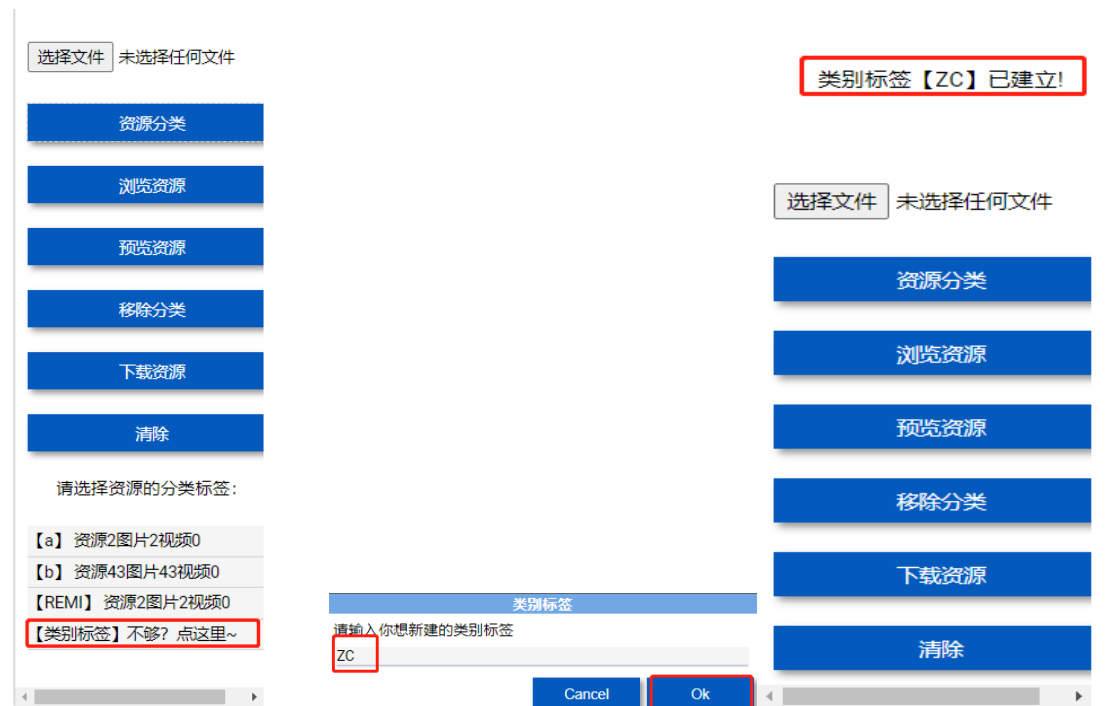 选择文件 未选择任何文件
资源分类
浏览资源
预览资源
移除分类
下载资源
清除
请选择资源的分类标签:
【a】 资源2图片2视频0
【b】 资源43图片43视频0
【REMI】 资源2图片2视频0
【类别标签】不够？点这里~
类别标签
请输入你想新建的类别标签
ZC
Cancel Ok
类别标签【ZC】已建立!
选择文件 未选择任何文件
资源分类
浏览资源
预览资源
移除分类
下载资源
清除